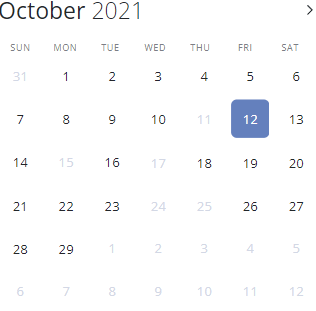 October 2021
SUN MON TUE WED THU FRI SAT
31 1 2 3 4 5 6
7 8 9 10 11 12 13
14 15 16 17 18 19 20
21 22 23 24 25 26 27
28 29 1 2 3 4 5
6 7 8 9 10 11 12